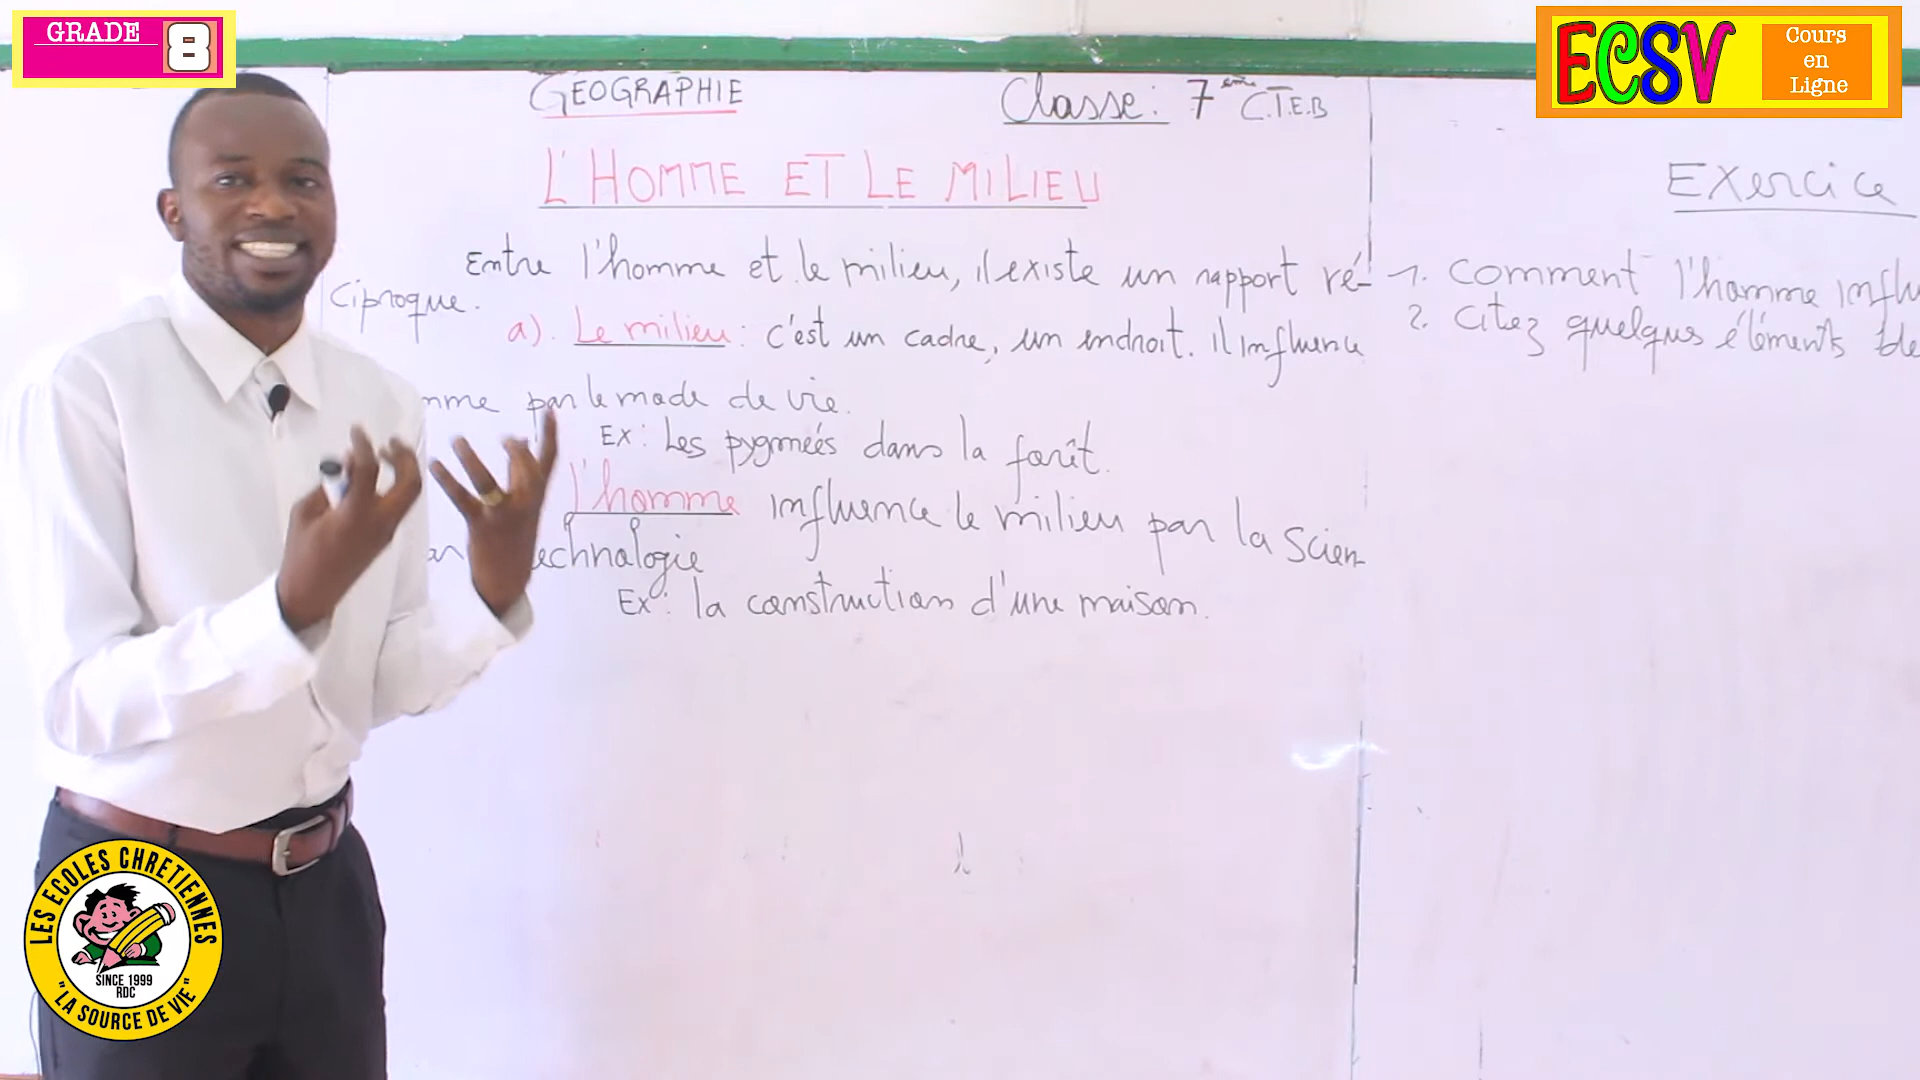 GRADE 8
ECSV
Cours
en
Ligne
GEOGRAPHIE
Classe : 7ème C.T.E.B
L'HOMME ET LE MILIEU
Entre l'homme et le milieu, il existe un rapport ré-
ciproque.
a). Le milieu : c'est un cadre, un endroit. il influence
mme par le mode de vie.
Ex : Les pygmeés dans la forêt.
l'homme influence le milieu par la Scien
technologie
Ex : la construction d'une maison.
Exercice
1. Comment l'homme influ
2. Citez quelques éléments de
LES ECOLES CHRETIENNES
SINCE 1999
RDC
"LA SOURCE DE VIE"